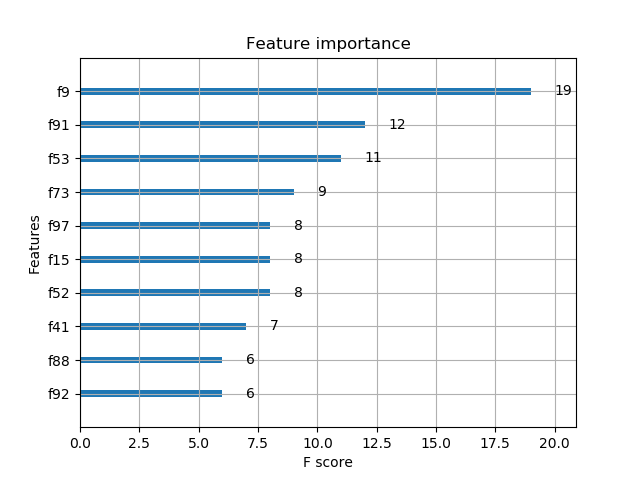 Feature importance
Features
f9 19
f91 12
f53 11
f73 9
f97 8
f15 8
f52 8
f41 7
f88 6
f92 6
0.0 2.5 5.0 7.5 10.0 12.5 15.0 17.5 20.0
F score